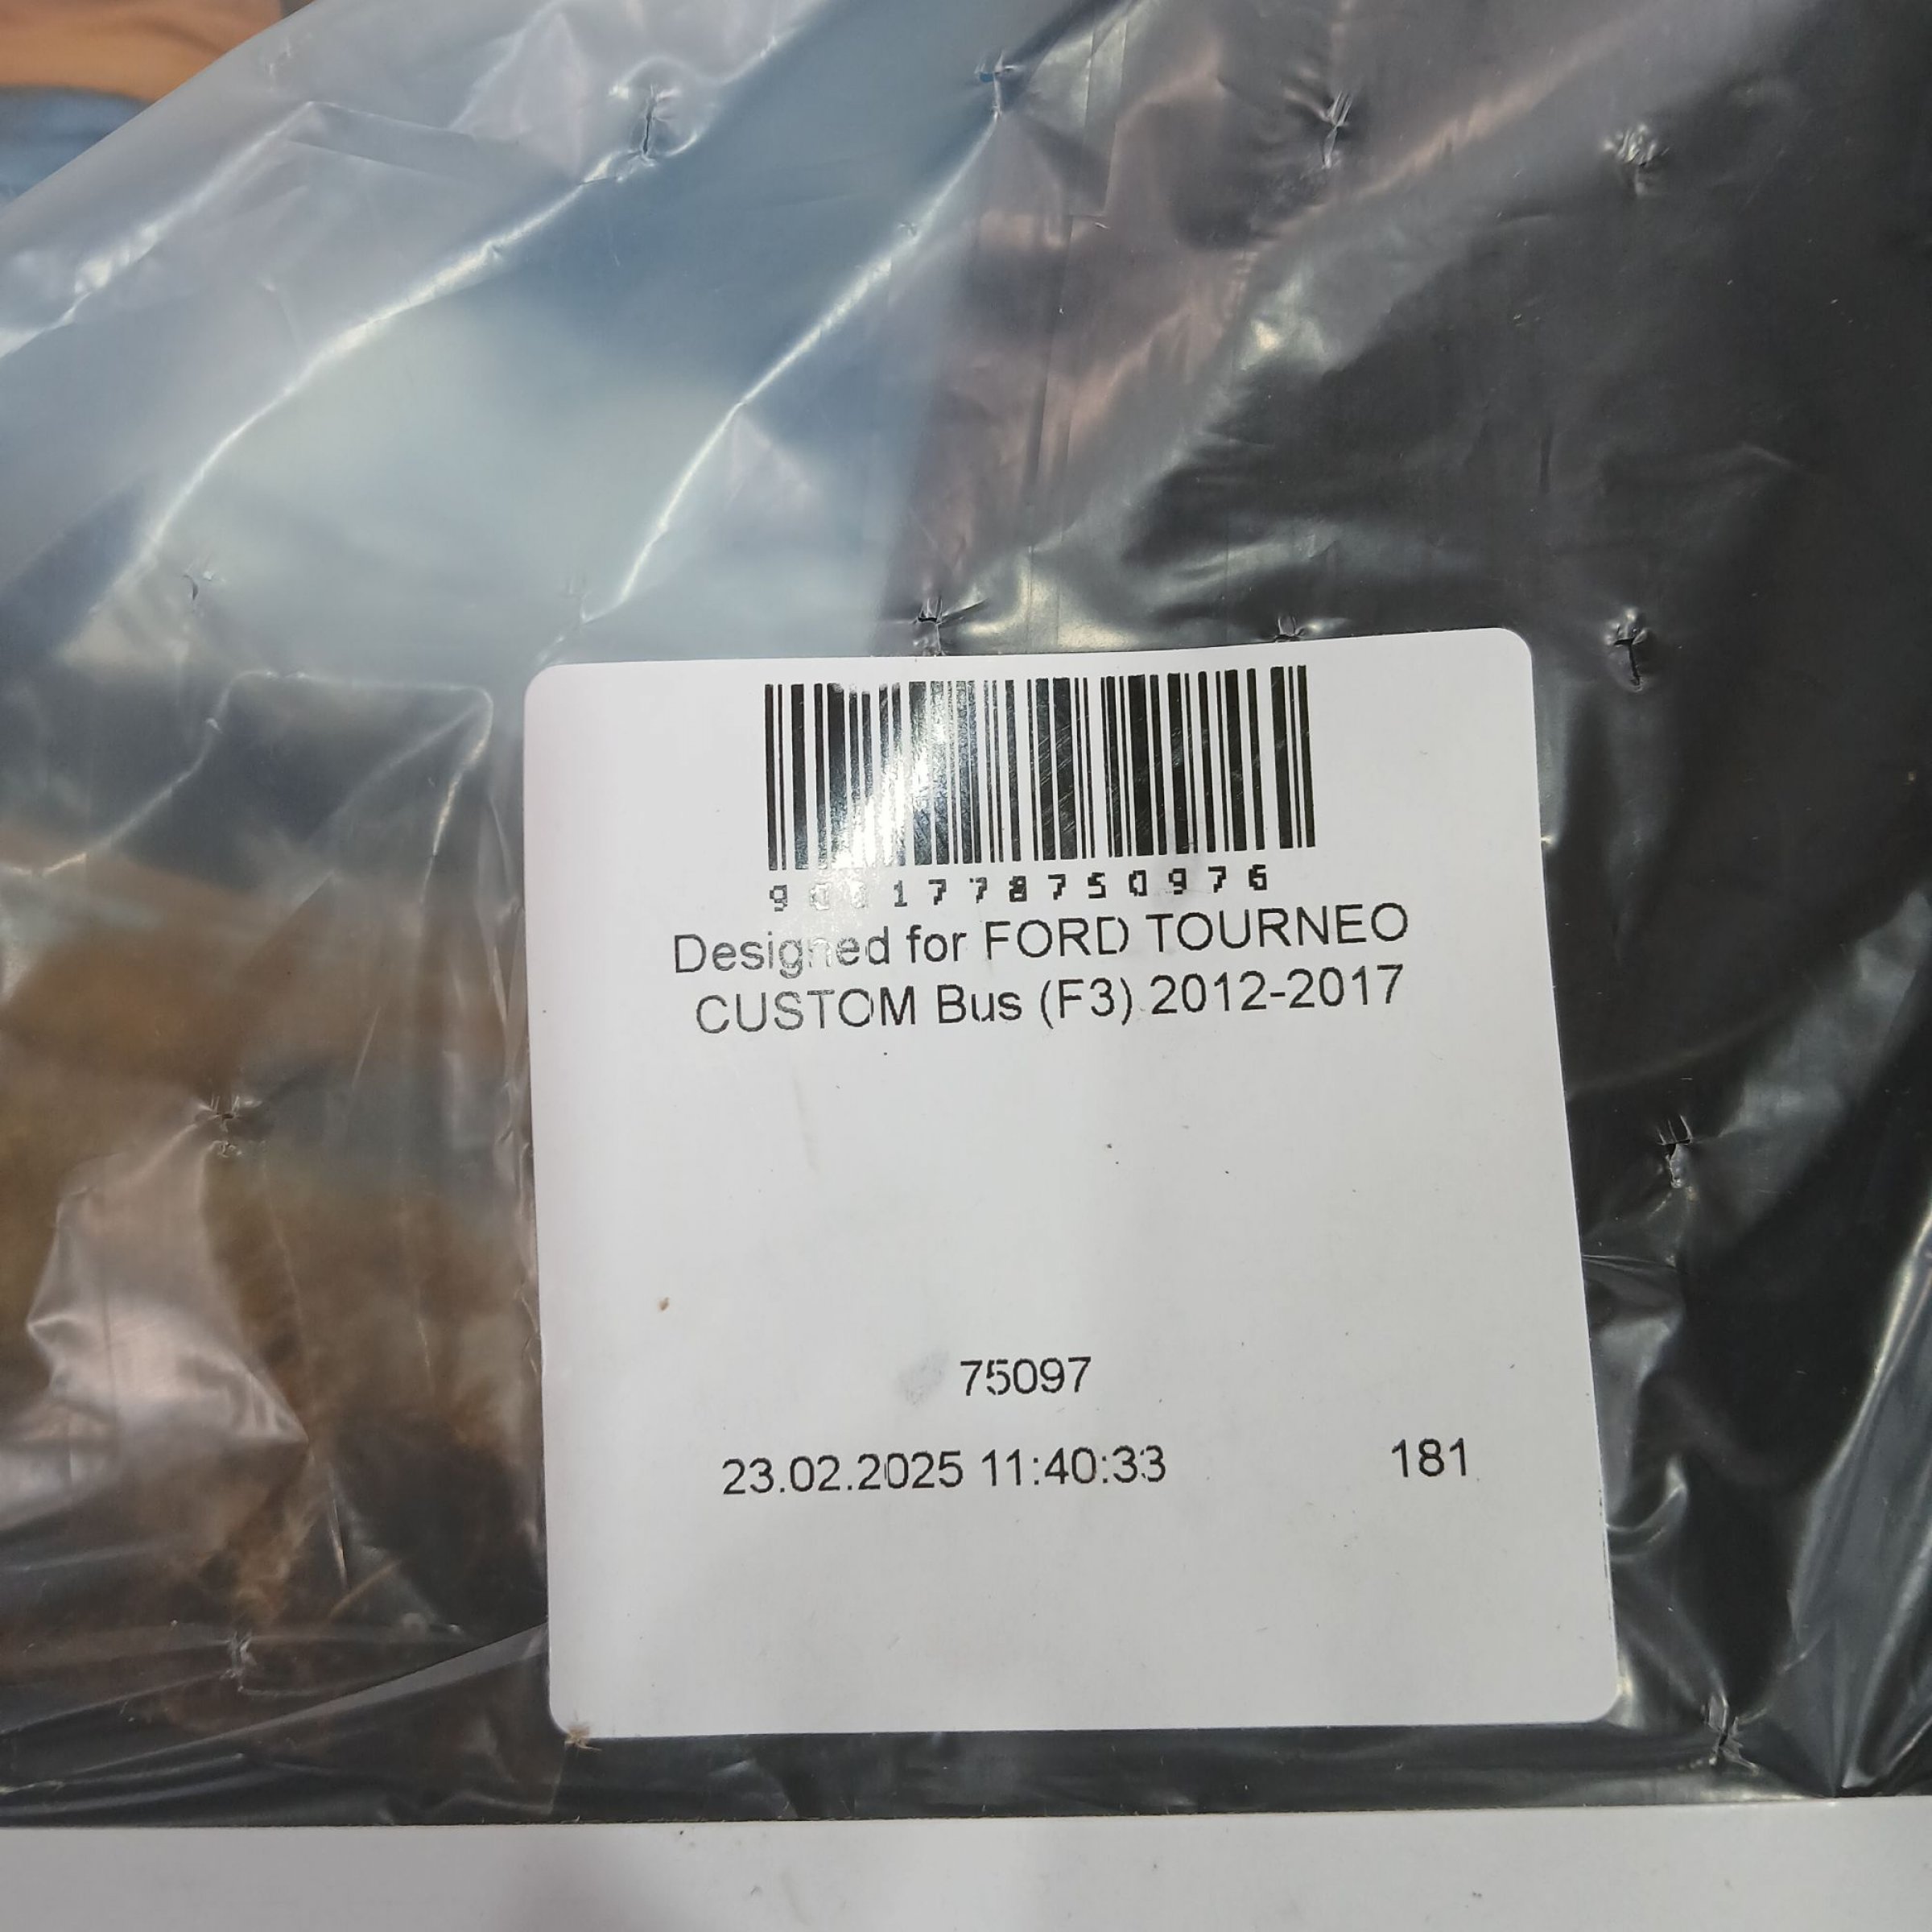 Designed for FORD TOURNEO
CUSTOM Bus (F3) 2012-2017
75097
23.02.2025 11:40:33
181